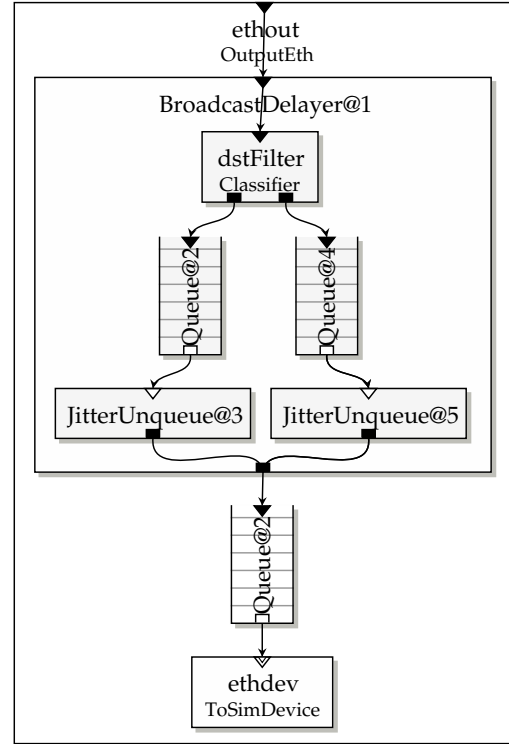 ethout
OutputEth
BroadcastDelayer@1
dstFilter
Classifier
Queue@2
Queue@4
JitterUnqueue@3
JitterUnqueue@5
Queue@2
ethdev
ToSimDevice